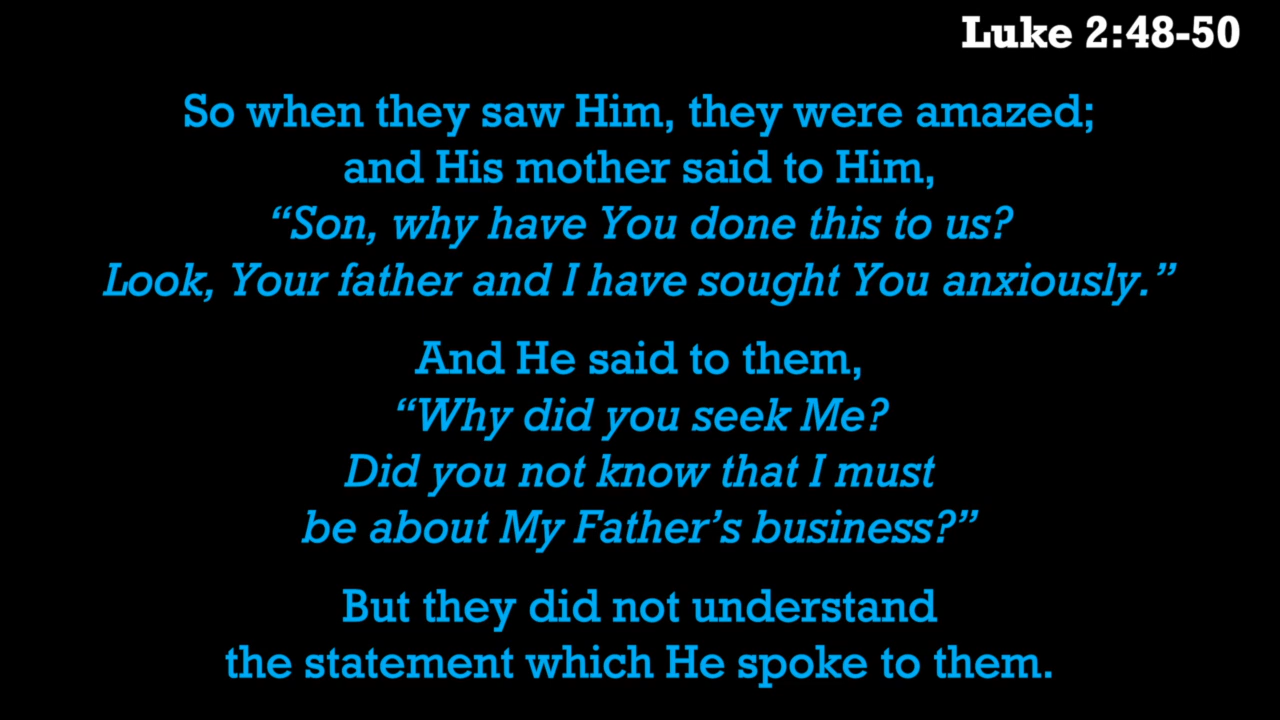 Luke 2:48-50
So when they saw Him, they were amazed;
and His mother said to Him,
“Son, why have You done this to us?
Look, Your father and I have sought You anxiously.”
And He said to them,
“Why did you seek Me?
Did you not know that I must
be about My Father’s business?”
But they did not understand
the statement which He spoke to them.